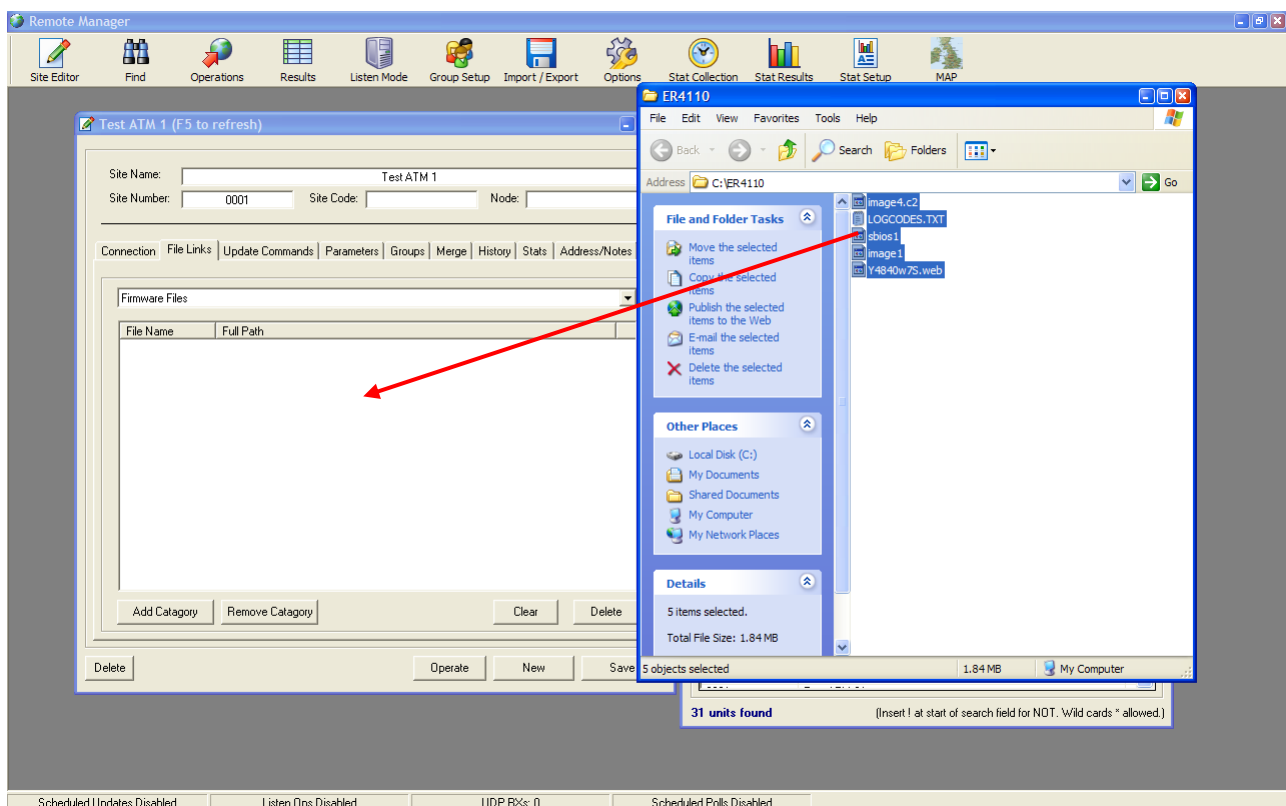 Remote Manager
Site Editor
Find
Operations
Results
Listen Mode
Group Setup
Import / Export
Options
Stat Collection
Stat Results
Stat Setup
MAP
Test ATM 1 (F5 to refresh)
Site Name:
Test ATM 1
Site Number:
0001
Site Code:
Node:
Connection
File Links
Update Commands
Parameters
Groups
Merge
History
Stats
Address/Notes
Firmware Files
File Name
Full Path
Add Catagory
Remove Catagory
Clear
Delete
Delete
Operate
New
Save
ER4110
File Edit View Favorites Tools Help
Back
Search
Folders
Address
C:\ER4110
Go
File and Folder Tasks
Move the selected
items
Copy the selected
items
Publish the selected
items to the Web
E-mail the selected
items
Delete the selected
items
Other Places
Local Disk (C:)
My Documents
Shared Documents
My Computer
My Network Places
Details
5 items selected.
Total File Size: 1.84 MB
image4.c2
LOGCODES.TXT
sbios1
image1
Y4840w7S.web
5 objects selected
1.84 MB
My Computer
31 units found
(Insert ! at start of search field for NOT. Wild cards * allowed.)
Scheduled Updates Disabled
Listen Ops Disabled
UDP RXs: 0
Scheduled Polls Disabled